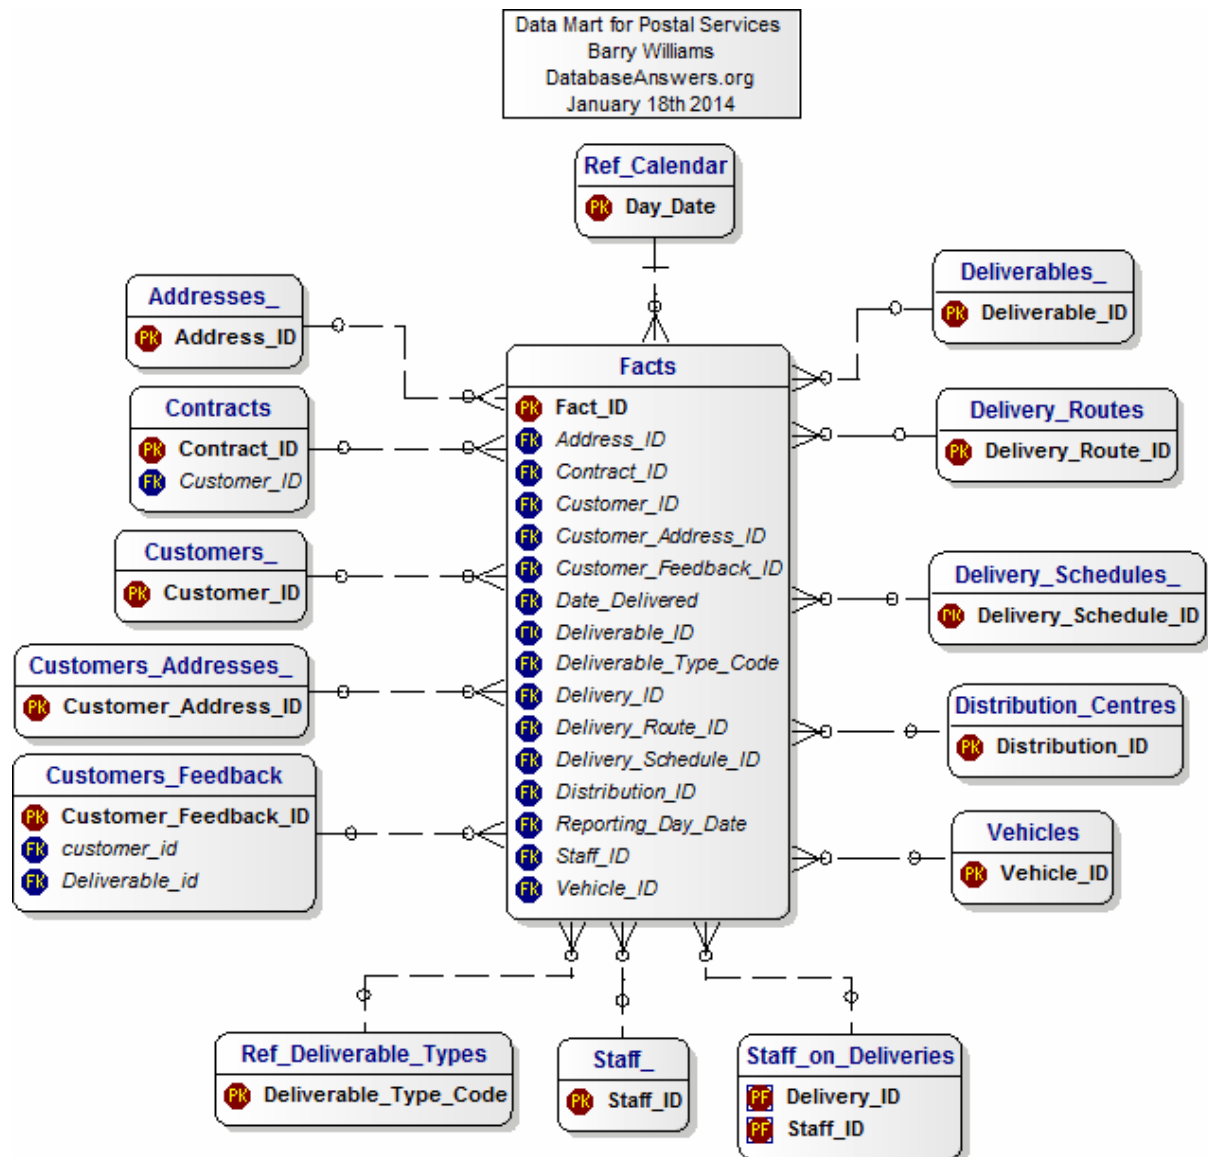 Data Mart for Postal Services
Barry Williams
DatabaseAnswers.org
January 18th 2014
Ref_Calendar
PK Day_Date
Addresses_
PK Address_ID
Contracts
PK Contract_ID
FK Customer_ID
Customers_
PK Customer_ID
Customers_Addresses_
PK Customer_Address_ID
Customers_Feedback
PK Customer_Feedback_ID
FK customer_id
FK Deliverable_id
Facts
PK Fact_ID
FK Address_ID
FK Contract_ID
FK Customer_ID
FK Customer_Address_ID
FK Customer_Feedback_ID
FK Date_Delivered
FK Deliverable_ID
FK Deliverable_Type_Code
FK Delivery_ID
FK Delivery_Route_ID
FK Delivery_Schedule_ID
FK Distribution_ID
FK Reporting_Day_Date
FK Staff_ID
FK Vehicle_ID
Deliverables_
PK Deliverable_ID
Delivery_Routes
PK Delivery_Route_ID
Delivery_Schedules_
PK Delivery_Schedule_ID
Distribution_Centres
PK Distribution_ID
Vehicles
PK Vehicle_ID
Ref_Deliverable_Types
PK Deliverable_Type_Code
Staff_
PK Staff_ID
Staff_on_Deliveries
PF Delivery_ID
PF Staff_ID